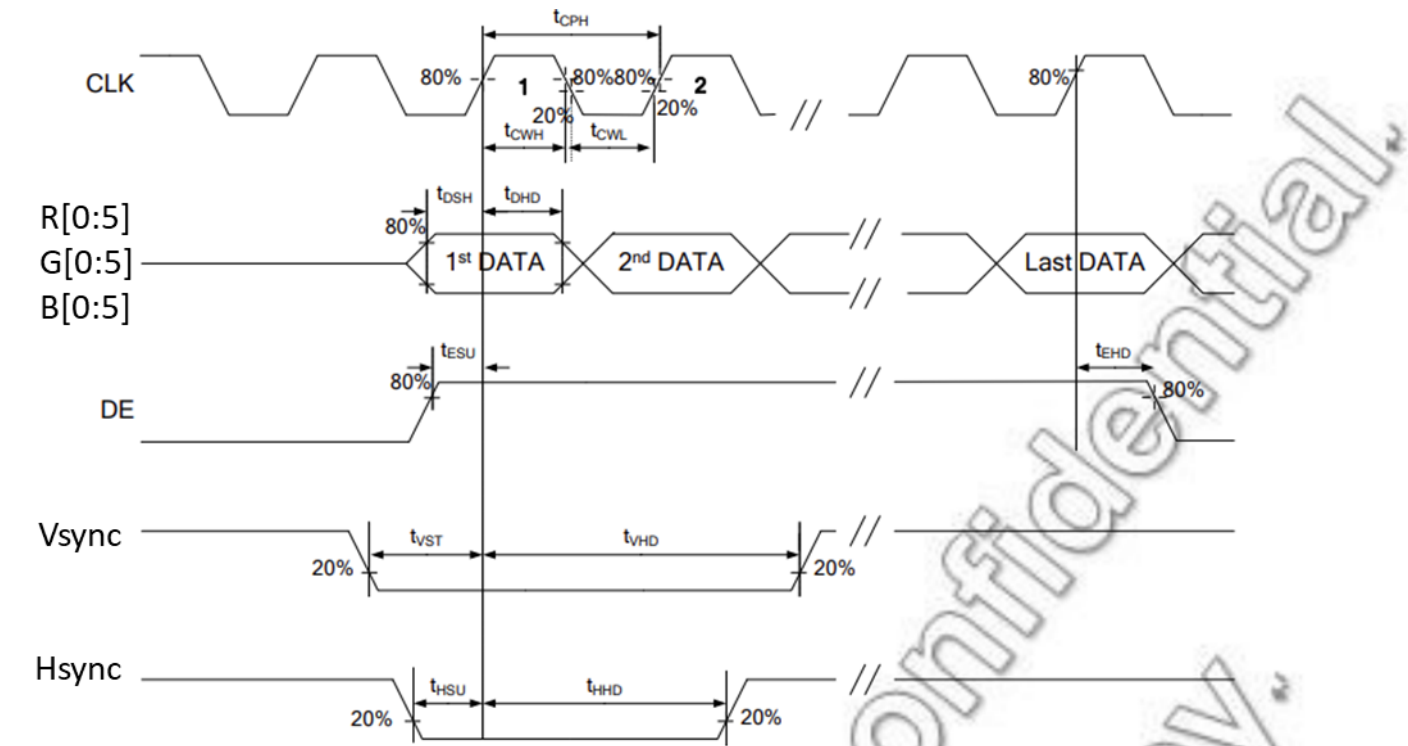 tCPH
CLK
80%
1
80%80%
2
80%
20%
20%
tCWH
tCWL
tDSH
tDHD
R[0:5]
80%
G[0:5]
1st DATA
2nd DATA
Last DATA
B[0:5]
tESU
tEHD
80%
80%
DE
Vsync
tVST
tVHD
20%
20%
Hsync
tHSU
tHHD
20%
20%
onfidential.